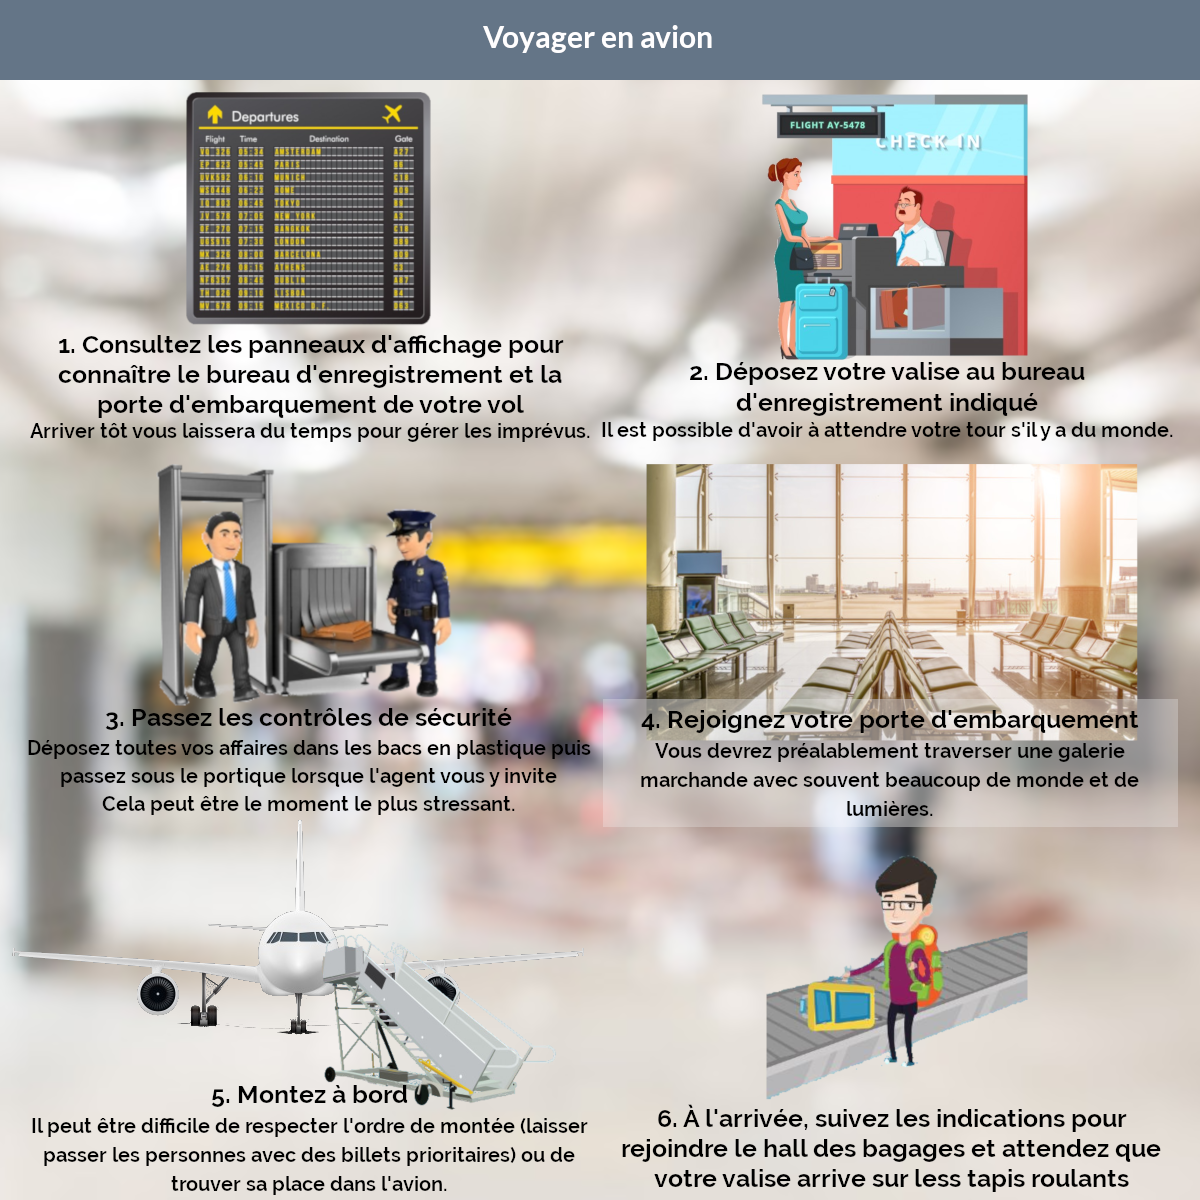 Voyager en avion
Departures
Flight Time Destination Gate
AMSTERDAM
PARIS
MUNICH
ROME
TOKYO
NEW YORK
BANGKOK
LONDON
BARCELONA
ATHENS
DUBLIN
LISBOA
MEXICO D.F.
FLIGHT AY-5478
CHECK IN
1. Consultez les panneaux d'affichage pour
connaître le bureau d'enregistrement et la
porte d'embarquement de votre vol
Arriver tôt vous laissera du temps pour gérer les imprévus.
2. Déposez votre valise au bureau
d'enregistrement indiqué
Il est possible d'avoir à attendre votre tour s'il y a du monde.
3. Passez les contrôles de sécurité
Déposez toutes vos affaires dans les bacs en plastique puis
passez sous le portique lorsque l'agent vous y invite
Cela peut être le moment le plus stressant.
4. Rejoignez votre porte d'embarquement
Vous devrez préalablement traverser une galerie
marchande avec souvent beaucoup de monde et de
lumières.
5. Montez à bord
Il peut être difficile de respecter l'ordre de montée (laisser
passer les personnes avec des billets prioritaires) ou de
trouver sa place dans l'avion.
6. À l'arrivée, suivez les indications pour
rejoindre le hall des bagages et attendez que
votre valise arrive sur less tapis roulants